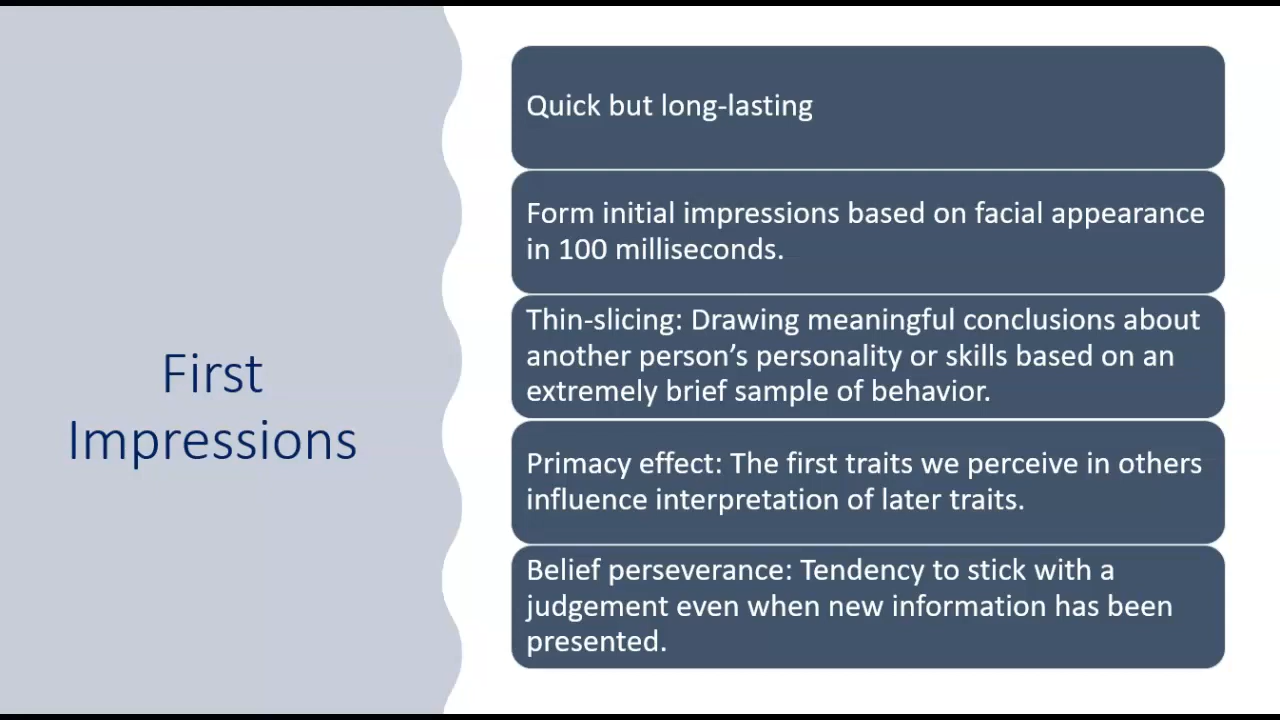 First
Impressions
Quick but long-lasting
Form initial impressions based on facial appearance
in 100 milliseconds.
Thin-slicing: Drawing meaningful conclusions about
another person’s personality or skills based on an
extremely brief sample of behavior.
Primacy effect: The first traits we perceive in others
influence interpretation of later traits.
Belief perseverance: Tendency to stick with a
judgement even when new information has been
presented.